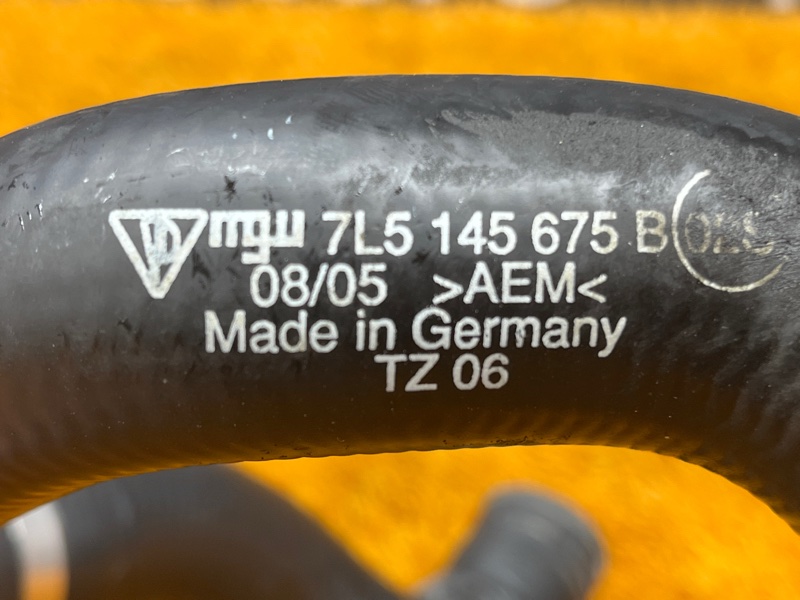 mgu 7L5 145 675 B
08/05 >AEM<
Made in Germany
TZ 06